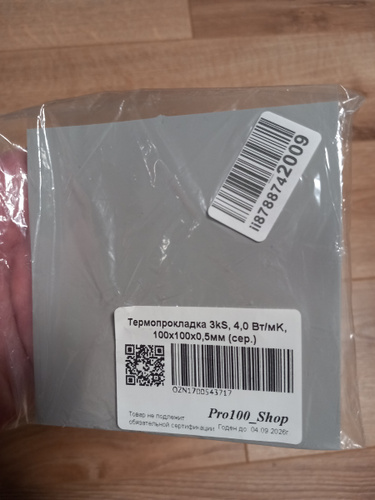 ii8788742009
Термопрокладка 3kS, 4,0 Вт/мК,
100x100x0,5мм (сер.)
OZN1700543717
Pro100_Shop
Товар не подлежит
обязательной сертификации Годен до 04.09.2026г.